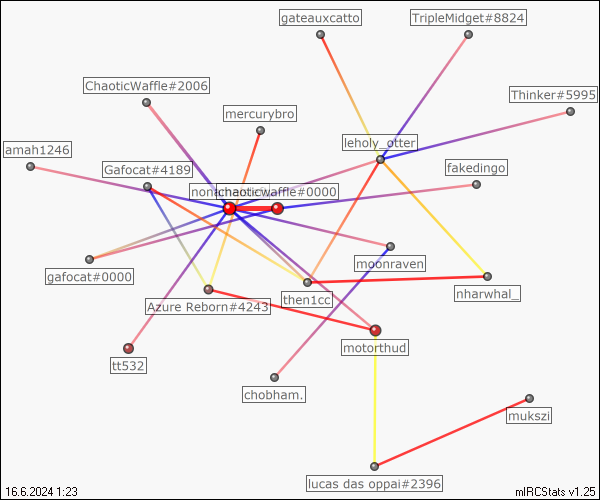 gateauxcatto
TripleMidget#8824
ChaoticWaffle#2006
Thinker#5995
mercurybro
leholy_otter
amah1246
Gafocat#4189
fakedingo
chaoticwaffle#0000
moonraven
gafocat#0000
nharwhal_
then1cc
Azure Reborn#4243
motorthud
tt532
chobham.
mukszi
lucas das oppai#2396
16.6.2024 1:23
mIRCStats v1.25